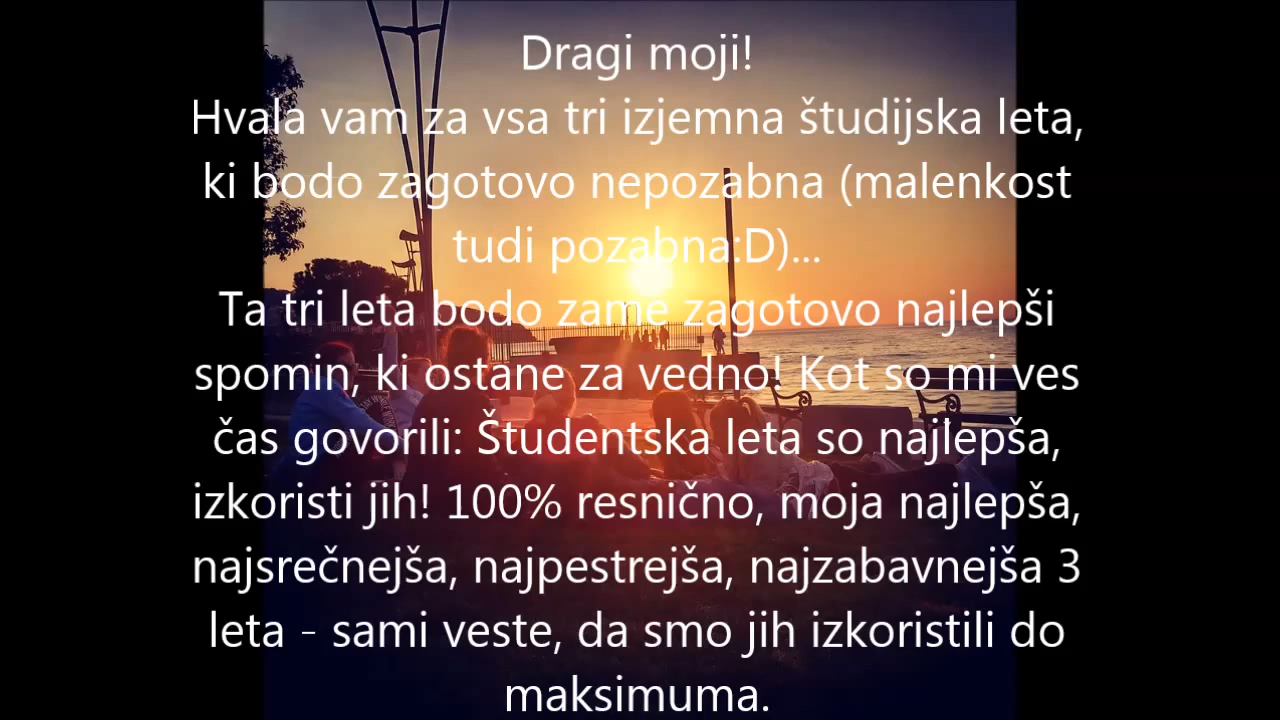 Dragi moji!
Hvala vam za vsa tri izjemna študijska leta,
ki bodo zagotovo nepozabna (malenkost
tudi pozabna:D)...
Ta tri leta bodo zame zagotovo najlepši
spomin, ki ostane za vedno! Kot so mi ves
čas govorili: Študentska leta so najlepša,
izkoristi jih! 100% resnično, moja najlepša,
najsrečnejša, najpestrejša, najzabavnejša 3
leta - sami veste, da smo jih izkoristili do
maksimuma.